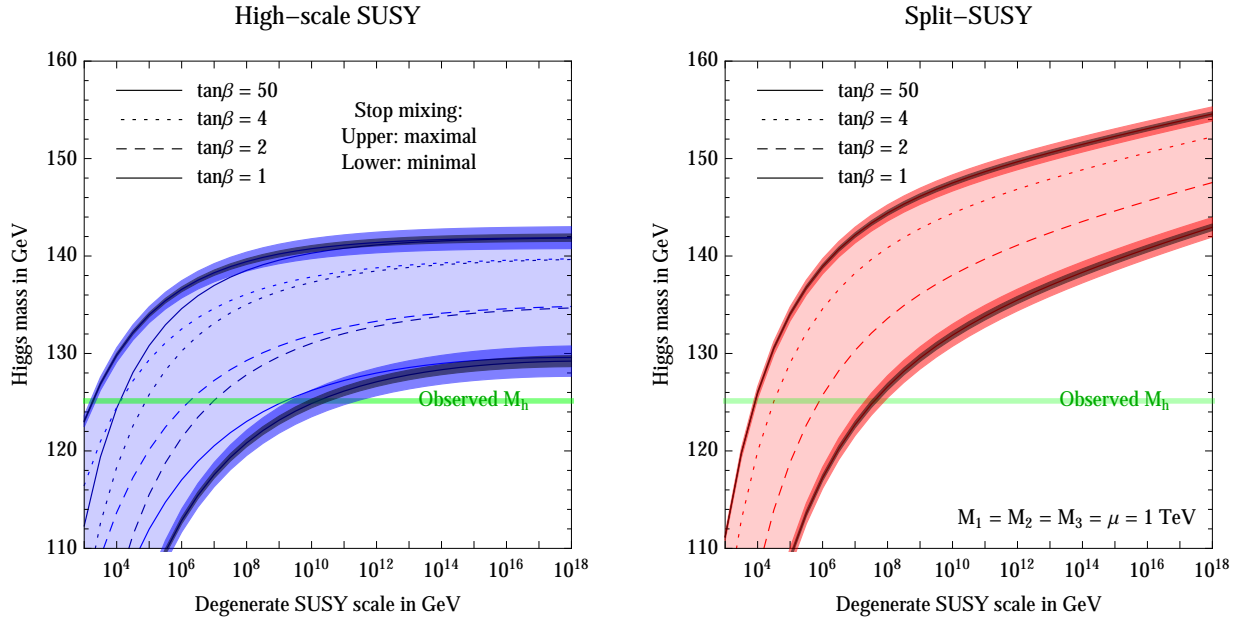 High–scale SUSY
160
150
140
130
120
110
Higgs mass in GeV
tanβ = 50
tanβ = 4
tanβ = 2
tanβ = 1
Stop mixing:
Upper: maximal
Lower: minimal
Observed M_h
10^4
10^6
10^8
10^10
10^12
10^14
10^16
10^18
Degenerate SUSY scale in GeV
Split–SUSY
160
150
140
130
120
110
Higgs mass in GeV
tanβ = 50
tanβ = 4
tanβ = 2
tanβ = 1
Observed M_h
M_1 = M_2 = M_3 = μ = 1 TeV
10^4
10^6
10^8
10^10
10^12
10^14
10^16
10^18
Degenerate SUSY scale in GeV